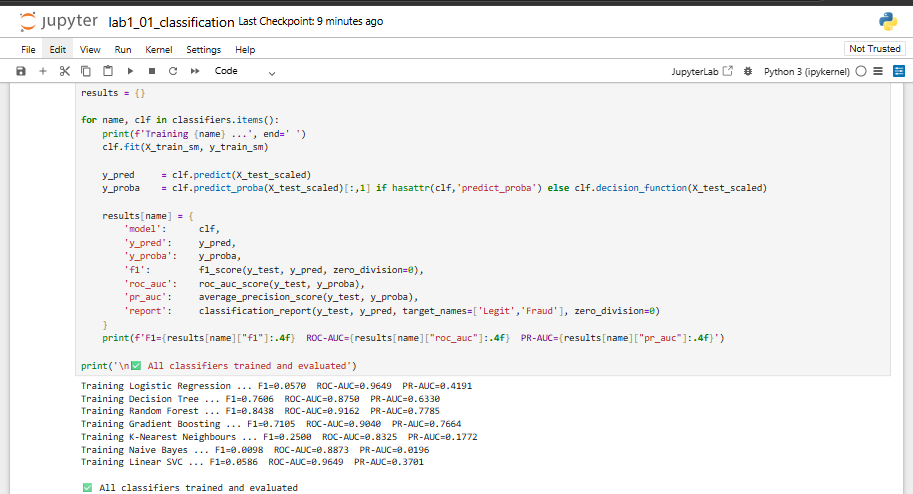 jupyter lab1_01_classification Last Checkpoint: 9 minutes ago
File Edit View Run Kernel Settings Help Not Trusted
Code JupyterLab Python 3 (ipykernel)
results = {}
for name, clf in classifiers.items():
    print(f'Training {name} ...', end=' ')
    clf.fit(X_train_sm, y_train_sm)
    y_pred     = clf.predict(X_test_scaled)
    y_proba    = clf.predict_proba(X_test_scaled)[:,1] if hasattr(clf,'predict_proba') else clf.decision_function(X_test_scaled)
    results[name] = {
        'model':     clf,
        'y_pred':    y_pred,
        'y_proba':   y_proba,
        'f1':        f1_score(y_test, y_pred, zero_division=0),
        'roc_auc':   roc_auc_score(y_test, y_proba),
        'pr_auc':    average_precision_score(y_test, y_proba),
        'report':    classification_report(y_test, y_pred, target_names=['Legit','Fraud'], zero_division=0)
    }
    print(f'F1={results[name]["f1"]:.4f}  ROC-AUC={results[name]["roc_auc"]:.4f}  PR-AUC={results[name]["pr_auc"]:.4f}')
print('\n✅ All classifiers trained and evaluated')
Training Logistic Regression ... F1=0.0570  ROC-AUC=0.9649  PR-AUC=0.4191
Training Decision Tree ... F1=0.7606  ROC-AUC=0.8750  PR-AUC=0.6330
Training Random Forest ... F1=0.8438  ROC-AUC=0.9162  PR-AUC=0.7785
Training Gradient Boosting ... F1=0.7105  ROC-AUC=0.9040  PR-AUC=0.7664
Training K-Nearest Neighbours ... F1=0.2500  ROC-AUC=0.8325  PR-AUC=0.1772
Training Naive Bayes ... F1=0.0098  ROC-AUC=0.8873  PR-AUC=0.0196
Training Linear SVC ... F1=0.0586  ROC-AUC=0.9649  PR-AUC=0.3701
✅ All classifiers trained and evaluated